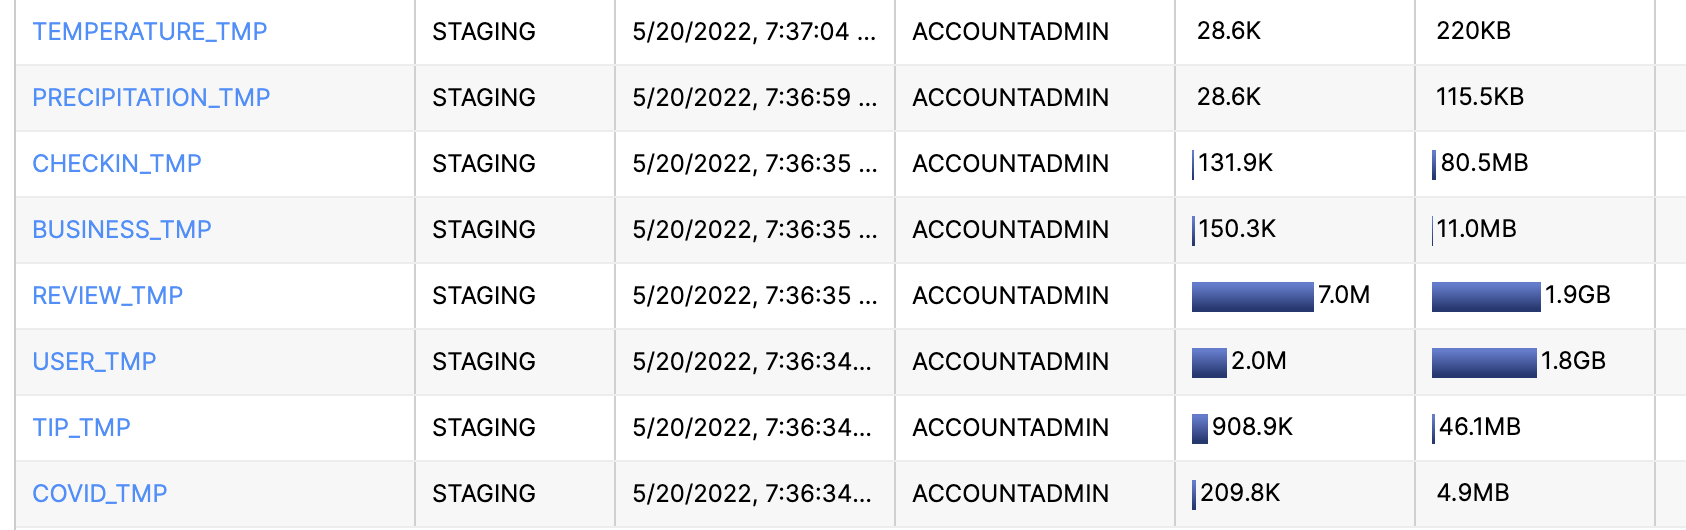 TEMPERATURE_TMP STAGING 5/20/2022, 7:37:04 ... ACCOUNTADMIN 28.6K 220KB
PRECIPITATION_TMP STAGING 5/20/2022, 7:36:59 ... ACCOUNTADMIN 28.6K 115.5KB
CHECKIN_TMP STAGING 5/20/2022, 7:36:35 ... ACCOUNTADMIN 131.9K 80.5MB
BUSINESS_TMP STAGING 5/20/2022, 7:36:35 ... ACCOUNTADMIN 150.3K 11.0MB
REVIEW_TMP STAGING 5/20/2022, 7:36:35 ... ACCOUNTADMIN 7.0M 1.9GB
USER_TMP STAGING 5/20/2022, 7:36:34... ACCOUNTADMIN 2.0M 1.8GB
TIP_TMP STAGING 5/20/2022, 7:36:34... ACCOUNTADMIN 908.9K 46.1MB
COVID_TMP STAGING 5/20/2022, 7:36:34... ACCOUNTADMIN 209.8K 4.9MB